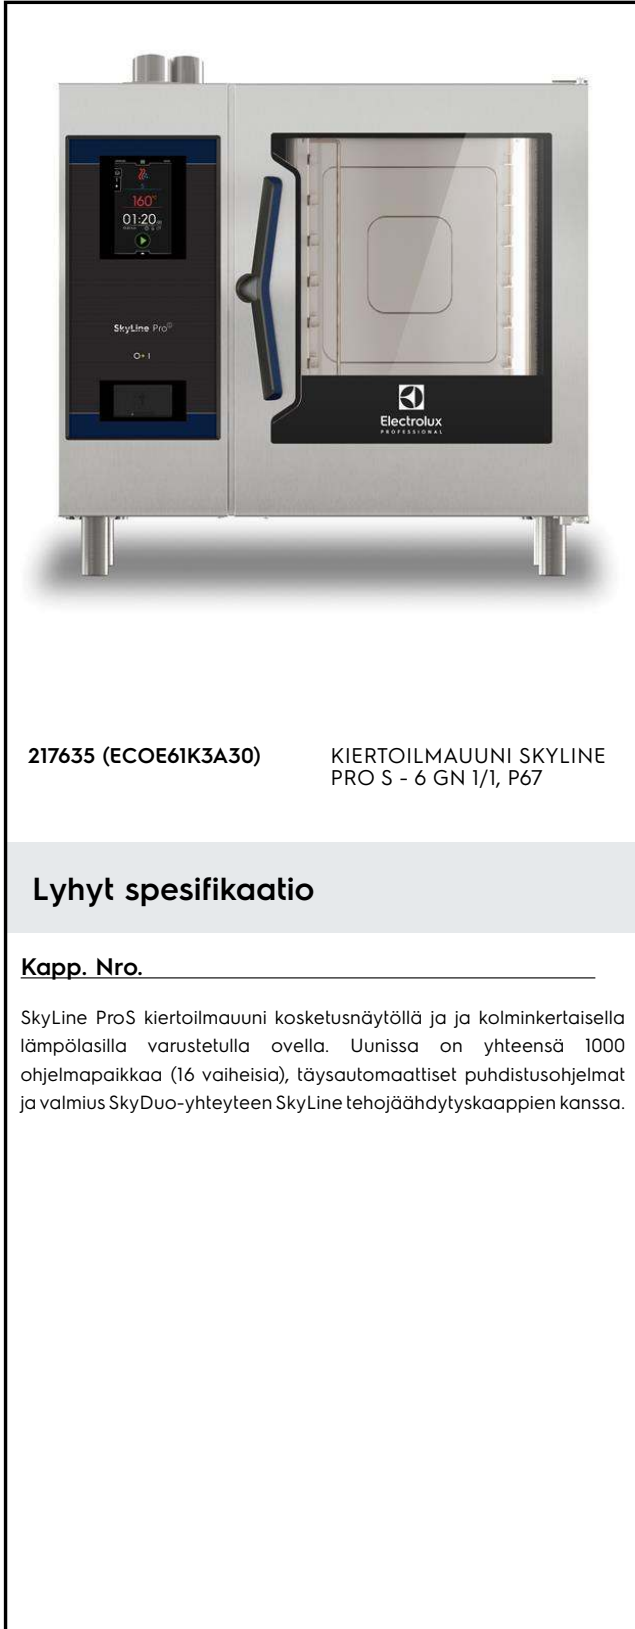 160°
01:20
SkyLine Pro
Electrolux
PROFESSIONAL
217635 (ECOE61K3A30)
KIERTOILMAUUNI SKYLINE
PRO S - 6 GN 1/1, P67
Lyhyt spesifikaatio
Kapp. Nro.
SkyLine ProS kiertoilmauuni kosketusnäytöllä ja ja kolminkertaisella
lämpölasilla varustetulla ovella. Uunissa on yhteensä 1000
ohjelmapaikkaa (16 vaiheisia), täysautomaattiset puhdistusohjelmat
ja valmius SkyDuo-yhteyteen SkyLine tehojäähdytyskaappien kanssa.